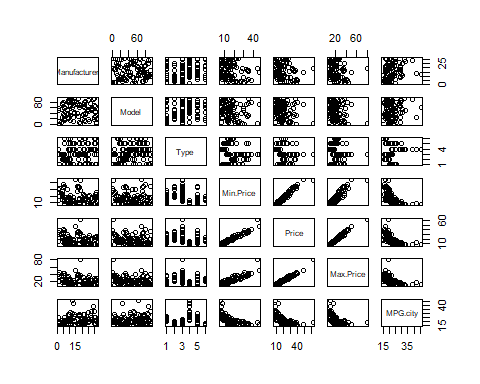 0 60
10 40
20 60
Manufacturer
0 25
0 80
Model
Type
1 4
10
Min.Price
Price
10 60
20 80
Max.Price
MPG.city
15 40
0 15
1 3 5
10 40
15 35